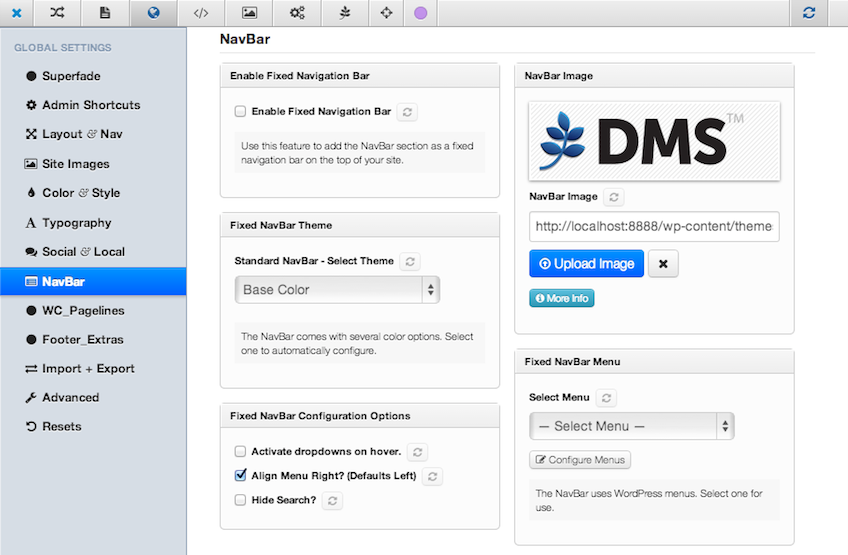 GLOBAL SETTINGS
Superfade
Admin Shortcuts
Layout & Nav
Site Images
Color & Style
Typography
Social & Local
NavBar
WC_Pagelines
Footer_Extras
Import + Export
Advanced
Resets
NavBar
Enable Fixed Navigation Bar
Enable Fixed Navigation Bar
Use this feature to add the NavBar section as a fixed
navigation bar on the top of your site.
Fixed NavBar Theme
Standard NavBar - Select Theme
Base Color
The NavBar comes with several color options. Select
one to automatically configure.
Fixed NavBar Configuration Options
Activate dropdowns on hover.
Align Menu Right? (Defaults Left)
Hide Search?
NavBar Image
DMS™
NavBar Image
http://localhost:8888/wp-content/theme
Upload Image
More Info
Fixed NavBar Menu
Select Menu
— Select Menu —
Configure Menus
The NavBar uses WordPress menus. Select one for
use.